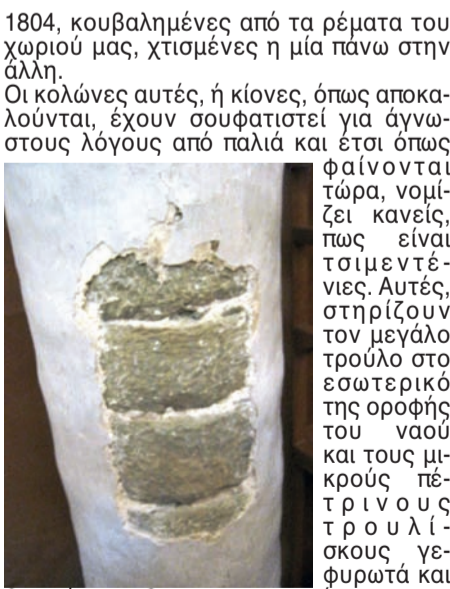 1804, κουβαλημένες από τα ρέματα του
χωριού μας, χτισμένες η μία πάνω στην
άλλη.
Οι κολώνες αυτές, ή κίονες, όπως αποκα-
λούνται, έχουν σουφατιστεί για άγνω-
στους λόγους από παλιά και έτσι όπως
φαίνονται
τώρα, νομί-
ζει κανείς,
πως είναι
τσιμεντέ-
νιες. Αυτές,
στηρίζουν
τον μεγάλο
τρούλο στο
εσωτερικό
της οροφής
του ναού
και τους μι-
κρούς πέ-
τρινους
τρουλί-
σκους γε-
φυρωτά και